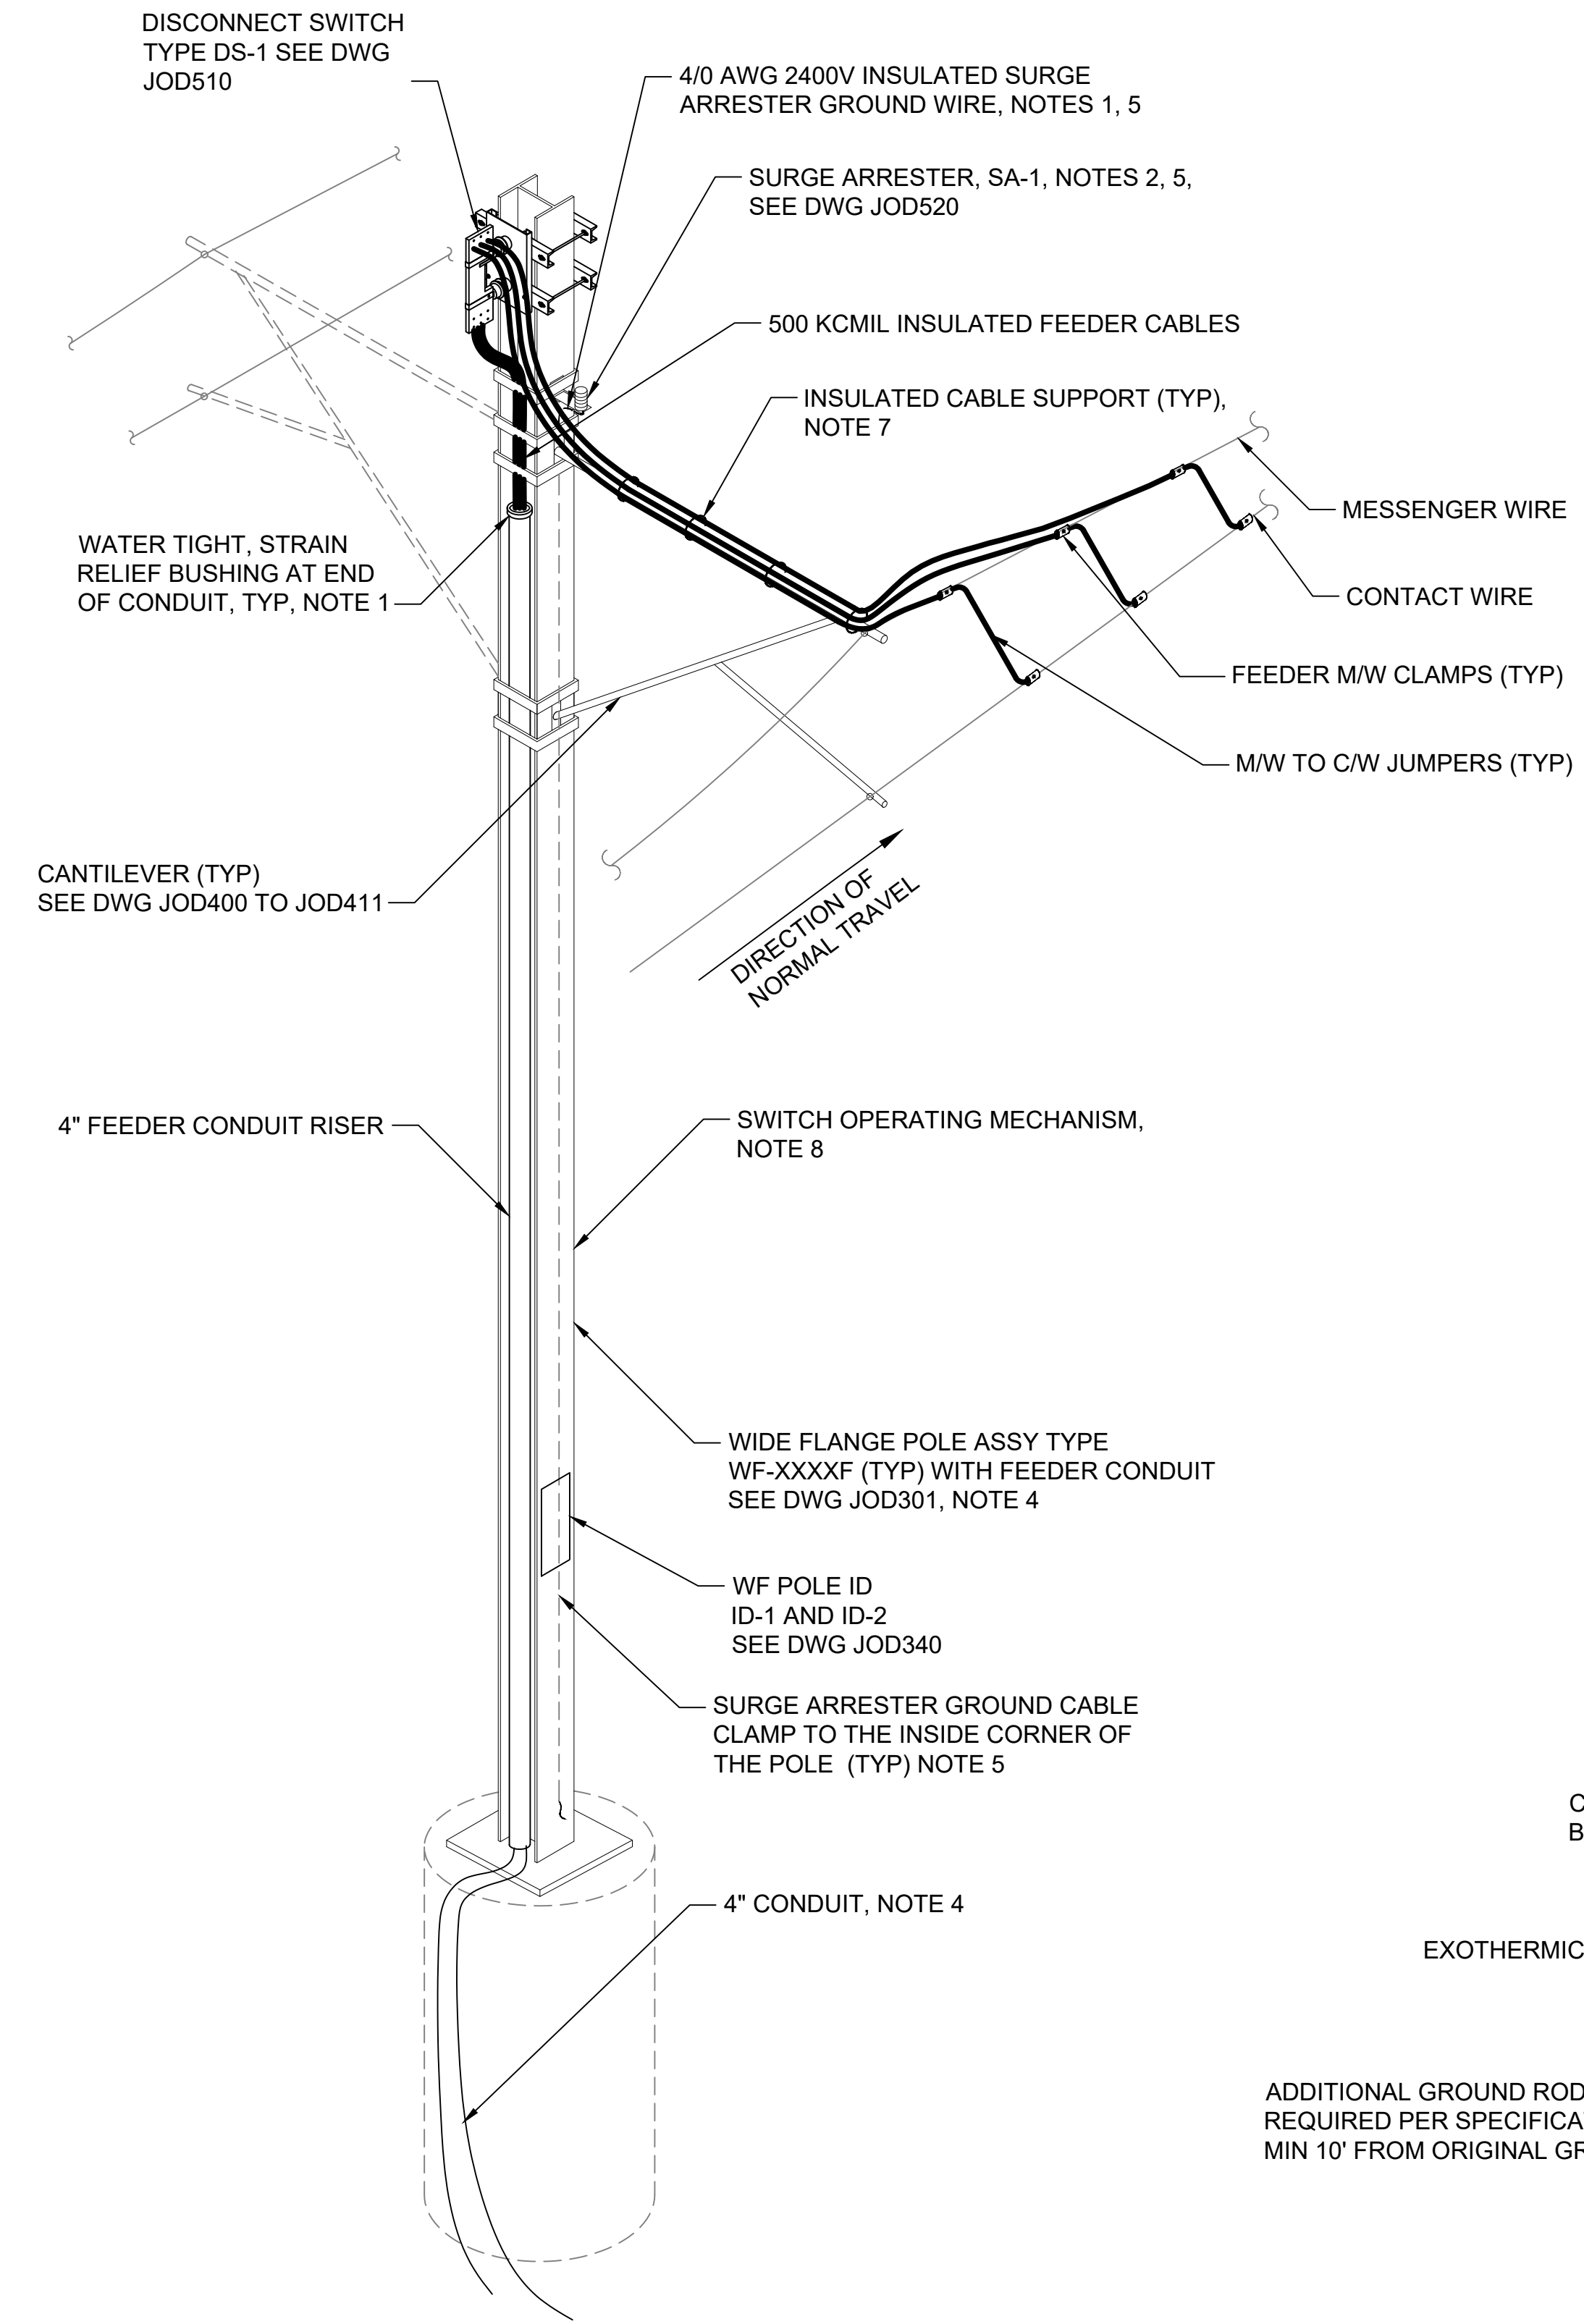 DISCONNECT SWITCH
TYPE DS-1 SEE DWG
JOD510
4/0 AWG 2400V INSULATED SURGE
ARRESTER GROUND WIRE, NOTES 1, 5
SURGE ARRESTER, SA-1, NOTES 2, 5,
SEE DWG JOD520
500 KCMIL INSULATED FEEDER CABLES
INSULATED CABLE SUPPORT (TYP),
NOTE 7
MESSENGER WIRE
WATER TIGHT, STRAIN
RELIEF BUSHING AT END
OF CONDUIT, TYP, NOTE 1
CONTACT WIRE
FEEDER M/W CLAMPS (TYP)
M/W TO C/W JUMPERS (TYP)
CANTILEVER (TYP)
SEE DWG JOD400 TO JOD411
DIRECTION OF
NORMAL TRAVEL
4" FEEDER CONDUIT RISER
SWITCH OPERATING MECHANISM,
NOTE 8
WIDE FLANGE POLE ASSY TYPE
WF-XXXXF (TYP) WITH FEEDER CONDUIT
SEE DWG JOD301, NOTE 4
WF POLE ID
ID-1 AND ID-2
SEE DWG JOD340
SURGE ARRESTER GROUND CABLE
CLAMP TO THE INSIDE CORNER OF
THE POLE (TYP) NOTE 5
4" CONDUIT, NOTE 4
EXOTHERMIC
ADDITIONAL GROUND ROD
REQUIRED PER
MIN 10' FROM ORIGINAL